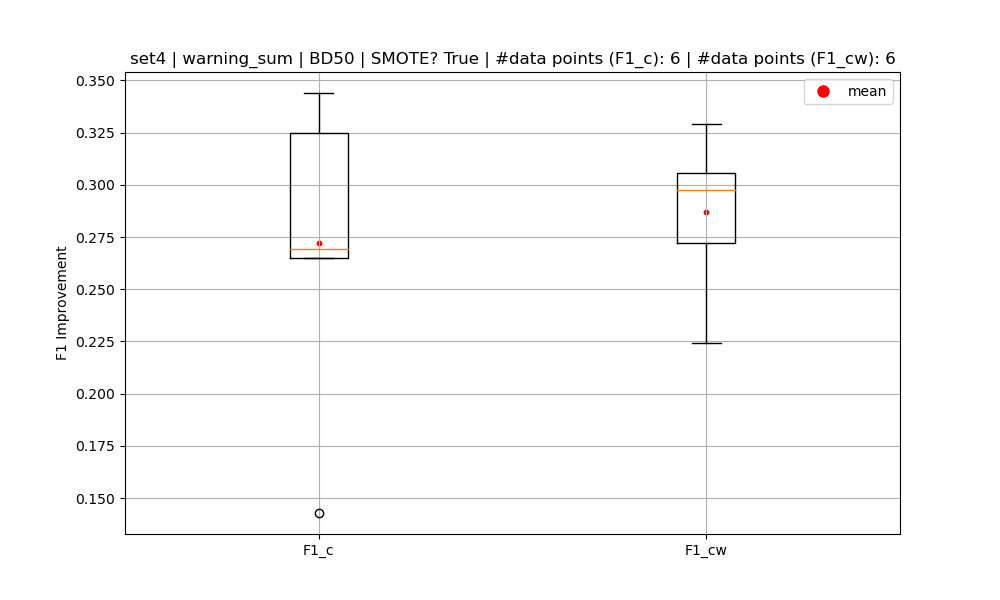 set4 | warning_sum | BD50 | SMOTE? True | #data points (F1_c): 6 | #data points (F1_cw): 6
mean
F1 Improvement
0.350
0.325
0.300
0.275
0.250
0.225
0.200
0.175
0.150
F1_c
F1_cw